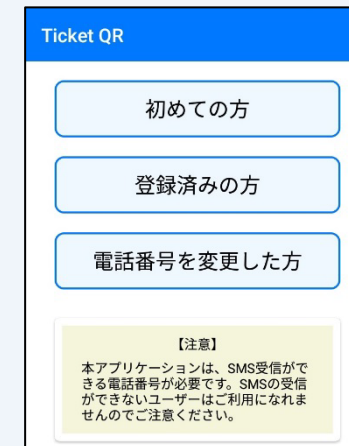 Ticket QR
初めての方
登録済みの方
電話番号を変更した方
【注意】
本アプリケーションは、SMS受信がで
きる電話番号が必要です。SMSの受信
ができないユーザーはご利用になれま
せんのでご注意ください。